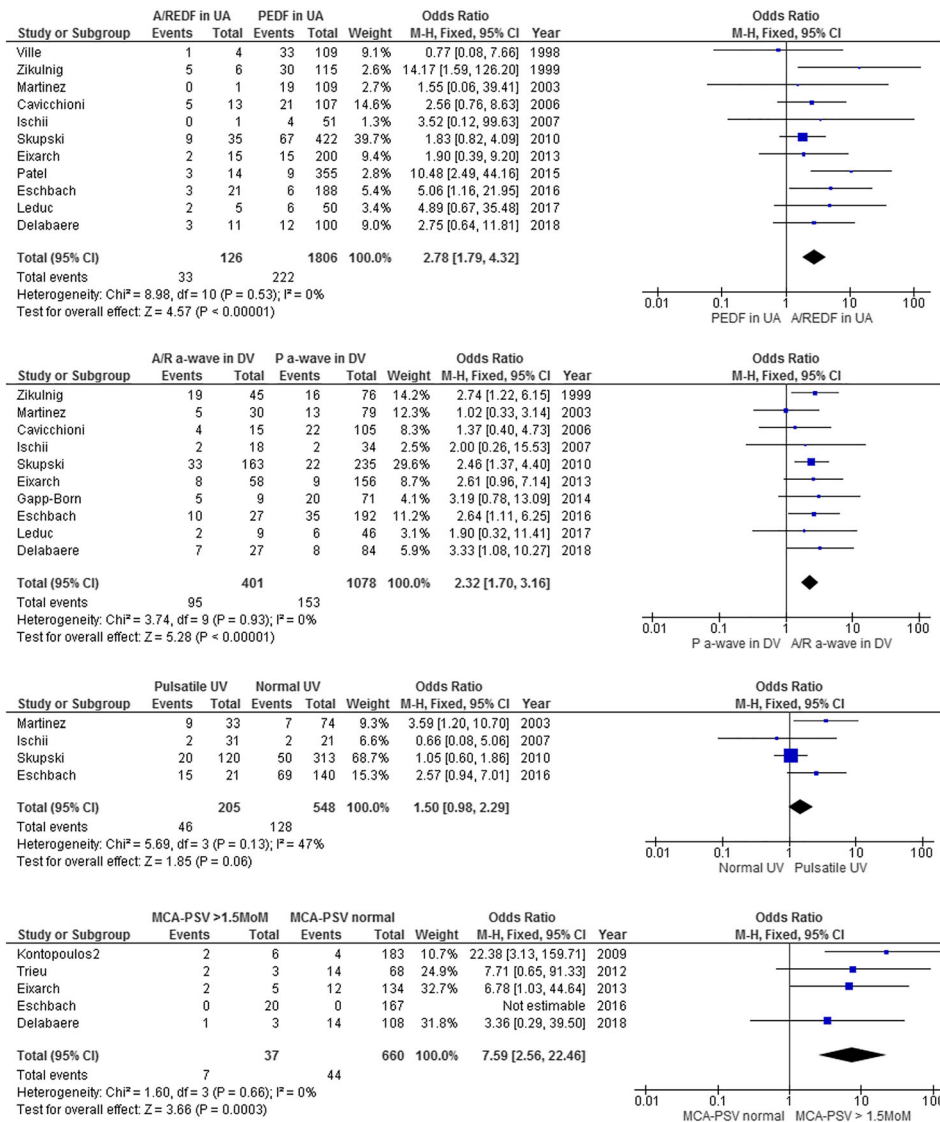 A/REDF in UA PEDF in UA Odds Ratio Odds Ratio
Study or Subgroup Events Total Events Total Weight M-H, Fixed, 95% CI Year M-H, Fixed, 95% CI
Ville 1 4 33 109 9.1% 0.77 [0.08, 7.66] 1998
Zikulnig 5 6 30 115 2.6% 14.17 [1.59, 126.20] 1999
Martinez 0 1 19 109 3.1% 1.55 [0.06, 39.41] 2003
Cavicchioni 5 13 21 107 14.6% 2.56 [0.76, 8.63] 2006
Ischii 0 1 4 51 1.3% 3.52 [0.12, 99.63] 2007
Skupski 9 35 67 422 39.7% 1.83 [0.82, 4.09] 2010
Eixarch 2 15 15 200 9.4% 1.90 [0.39, 9.20] 2013
Patel 3 14 9 355 2.4% 10.48 [2.49, 44.16] 2015
Eschbach 3 21 6 188 5.4% 5.06 [1.16, 21.95] 2016
Leduc 2 5 6 50 3.4% 4.89 [0.67, 35.48] 2017
Delabaere 3 11 12 100 9.0% 2.75 [0.64, 11.81] 2018
Total (95% CI) 126 1806 100.0% 2.78 [1.79, 4.32]
Total events 33 222
Heterogeneity: Chi² = 8.98, df = 10 (P = 0.53); I² = 0%
Test for overall effect: Z = 4.57 (P < 0.00001)
0.01 0.1 1 10 100
PEDF in UA A/REDF in UA
A/R a-wave in DV P a-wave in DV Odds Ratio Odds Ratio
Study or Subgroup Events Total Events Total Weight M-H, Fixed, 95% CI Year M-H, Fixed, 95% CI
Zikulnig 19 45 16 76 14.2% 2.74 [1.22, 6.15] 1999
Martinez 5 30 13 79 12.3% 1.02 [0.33, 3.14] 2003
Cavicchioni 4 15 22 105 8.3% 1.37 [0.40, 4.73] 2006
Ischii 2 18 2 34 2.5% 2.00 [0.26, 15.53] 2007
Skupski 33 163 22 235 29.6% 2.46 [1.37, 4.40] 2010
Eixarch 8 58 9 156 8.7% 2.61 [0.96, 7.14] 2013
Gapp-Born 5 9 20 71 4.1% 3.19 [0.78, 13.09] 2014
Eschbach 10 27 35 192 11.2% 2.64 [1.11, 6.25] 2016
Leduc 2 9 6 46 3.1% 1.90 [0.32, 11.41] 2017
Delabaere 7 27 8 84 5.9% 3.33 [1.08, 10.27] 2018
Total (95% CI) 401 1078 100.0% 2.32 [1.70, 3.16]
Total events 95 153
Heterogeneity: Chi² = 3.74, df = 9 (P = 0.93); I² = 0%
Test for overall effect: Z = 5.28 (P < 0.00001)
0.01 0.1 1 10 100
P a-wave in DV A/R a-wave in DV
Pulsatile UV Normal UV Odds Ratio Odds Ratio
Study or Subgroup Events Total Events Total Weight M-H, Fixed, 95% CI Year M-H, Fixed, 95% CI
Martinez 9 33 7 74 9.3% 3.59 [1.20, 10.70] 2003
Ischii 2 31 2 21 6.6% 0.66 [0.08, 5.06] 2007
Skupski 20 120 50 313 68.7% 1.05 [0.60, 1.86] 2010
Eschbach 15 21 69 140 15.3% 2.57 [0.94, 7.01] 2016
Total (95% CI) 205 548 100.0% 1.50 [0.98, 2.29]
Total events 46 128
Heterogeneity: Chi² = 5.69, df = 3 (P = 0.13); I² = 47%
Test for overall effect: Z = 1.85 (P = 0.06)
0.01 0.1 1 10 100
Normal UV Pulsatile UV
MCA-PSV >1.5MoM MCA-PSV normal Odds Ratio Odds Ratio
Study or Subgroup Events Total Events Total Weight M-H, Fixed, 95% CI Year M-H, Fixed, 95% CI
Kontopoulos2 2 6 4 183 10.7% 22.38 [3.13, 159.71] 2009
Trieu 2 3 14 68 24.9% 7.71 [0.65, 91.33] 2012
Eixarch 2 5 12 134 32.7% 6.78 [1.03, 44.64] 2013
Eschbach 0 20 0 167 Not estimable 2016
Delabaere 1 3 14 108 31.8% 3.36 [0.29, 39.50] 2018
Total (95% CI) 37 660 100.0% 7.59 [2.56, 22.46]
Total events 7 44
Heterogeneity: Chi² = 1.60, df = 3 (P = 0.66); I² = 0%
Test for overall effect: Z = 3.66 (P = 0.0003)
0.01 0.1 1 10 100
MCA-PSV normal MCA-PSV > 1.5MoM